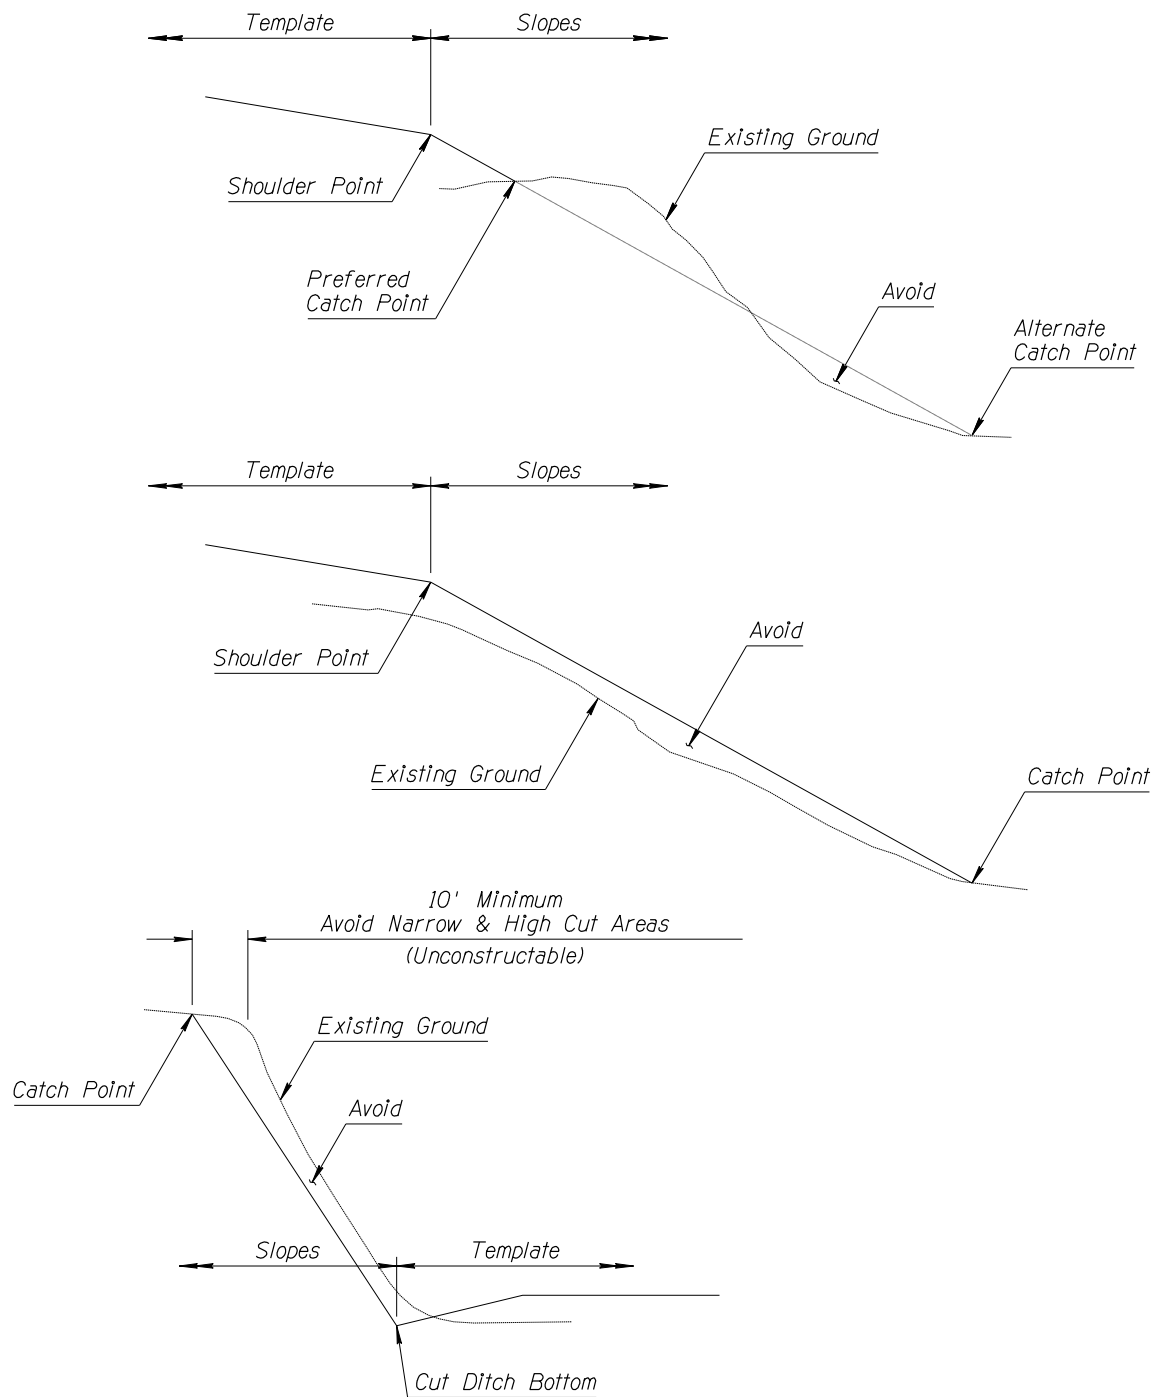 Template
Slopes
Existing Ground
Shoulder Point
Preferred
Catch Point
Avoid
Alternate
Catch Point
Template
Slopes
Shoulder Point
Avoid
Existing Ground
Catch Point
10' Minimum
Avoid Narrow & High Cut Areas
(Unconstructable)
Existing Ground
Catch Point
Avoid
Slopes
Template
Cut Ditch Bottom